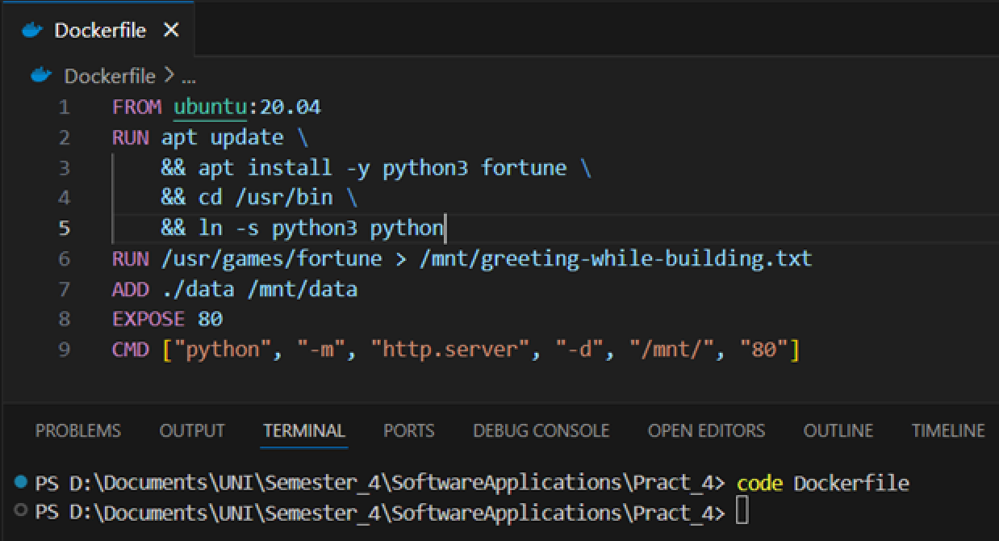 Dockerfile ×
Dockerfile > ...
1 FROM ubuntu:20.04
2 RUN apt update \
3 && apt install -y python3 fortune \
4 && cd /usr/bin \
5 && ln -s python3 python
6 RUN /usr/games/fortune > /mnt/greeting-while-building.txt
7 ADD ./data /mnt/data
8 EXPOSE 80
9 CMD ["python", "-m", "http.server", "-d", "/mnt/", "80"]
PROBLEMS OUTPUT TERMINAL PORTS DEBUG CONSOLE OPEN EDITORS OUTLINE TIMELINE
PS D:\Documents\UNI\Semester_4\SoftwareApplications\Pract_4> code Dockerfile
PS D:\Documents\UNI\Semester_4\SoftwareApplications\Pract_4>